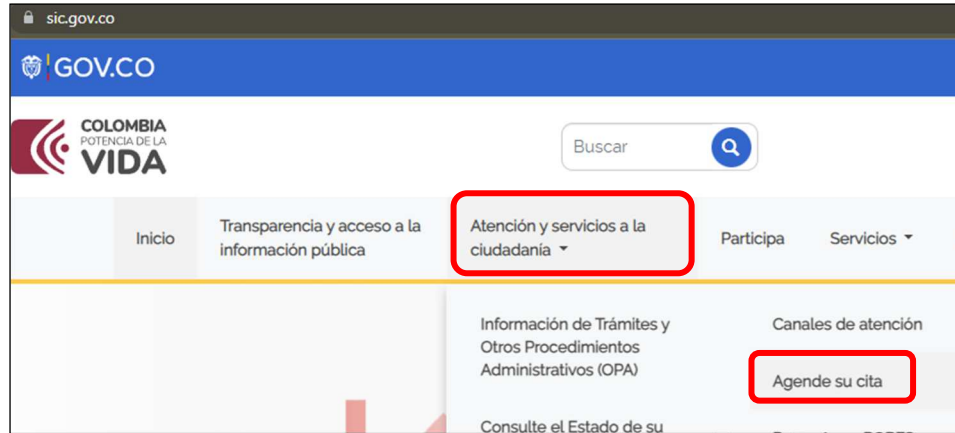 sic.gov.co
GOV.CO
COLOMBIA
POTENCIA DE LA
VIDA
Buscar
Inicio
Transparencia y acceso a la
información pública
Atención y servicios a la
ciudadanía
Participa
Servicios
Información de Trámites y
Otros Procedimientos
Administrativos (OPA)
Canales de atención
Agende su cita
Consulte el Estado de su